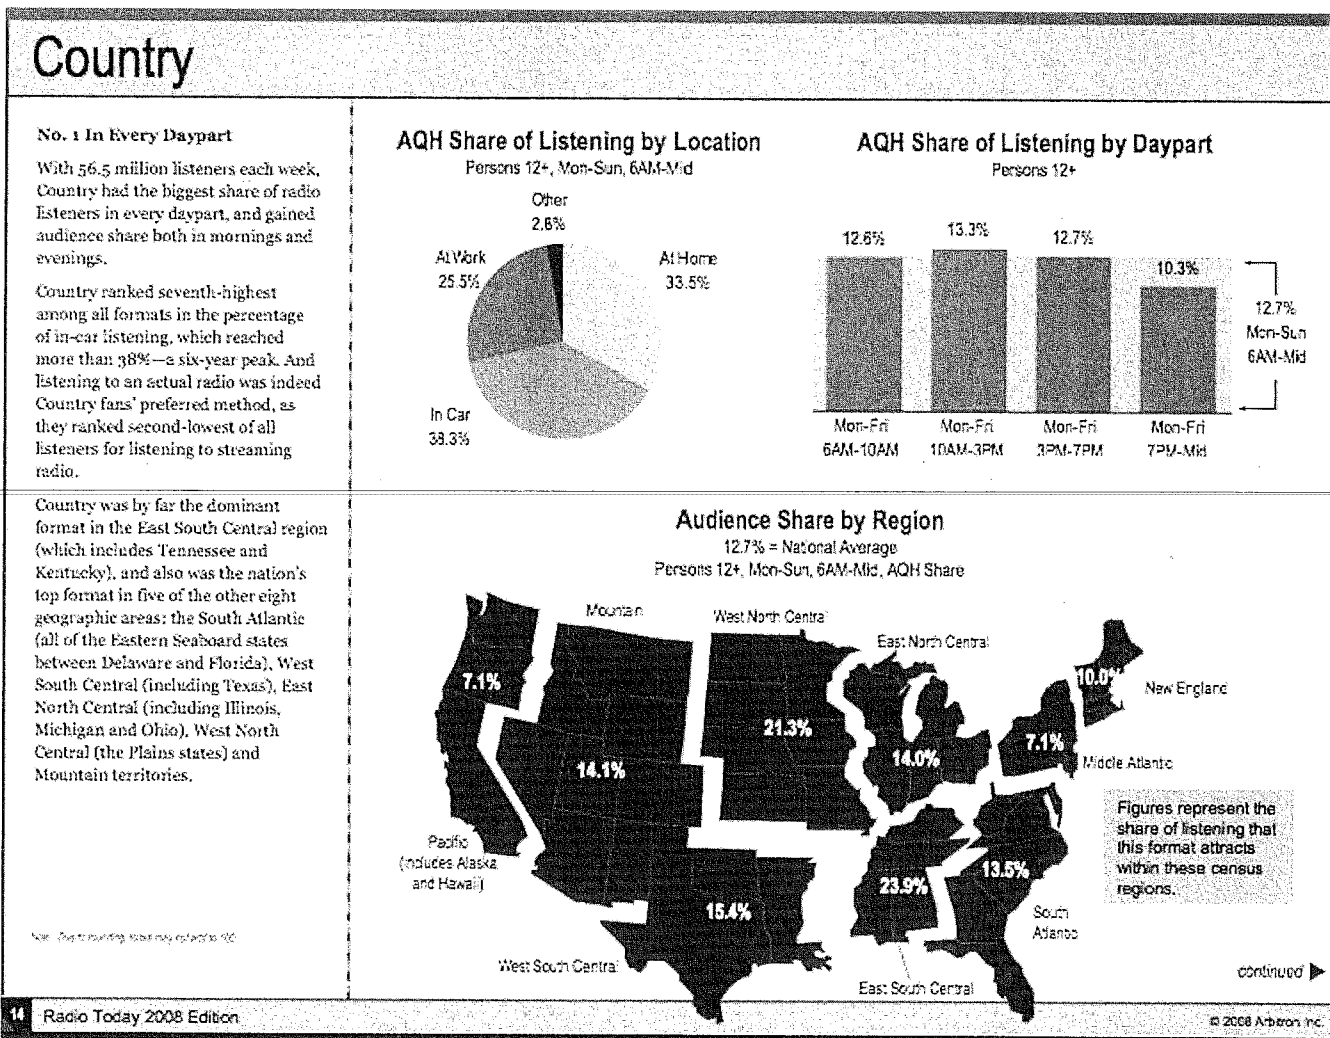 Country
No. 1 In Every Daypart
With 56.5 million listeners each week,
Country had the biggest share of radio
listeners in every daypart, and gained
audience share both in mornings and
evenings.
Country ranked seventh-highest
among all formats in the percentage
of in-car listening, which reached
more than 38%—a six-year peak. And
listening to an actual radio was indeed
Country fans' preferred method, as
they ranked second-lowest of all
listeners for listening to streaming
radio.
Country was by far the dominant
format in the East South Central region
(which includes Tennessee and
Kentucky), and also was the nation's
top format in five of the other eight
geographic areas: the South Atlantic
(all of the Eastern Seaboard states
between Delaware and Florida), West
South Central (including Texas), East
North Central (including Illinois,
Michigan and Ohio), West North
Central (the Plains states) and
Mountain territories.
Note: Due to rounding, totals may not add to 100.
AQH Share of Listening by Location
Persons 12+, Mon-Sun, 6AM-Mid
Other
2.6%
At Work
25.5%
At Home
33.5%
In Car
38.3%
AQH Share of Listening by Daypart
Persons 12+
12.6%
13.3%
12.7%
10.3%
12.7%
Mon-Sun
6AM-Mid
Mon-Fri
6AM-10AM
Mon-Fri
10AM-3PM
Mon-Fri
3PM-7PM
Mon-Fri
7PM-Mid
Audience Share by Region
12.7% = National Average
Persons 12+, Mon-Sun, 6AM-Mid, AQH Share
Mountain
West North Central
East North Central
7.1%
10.0%
New England
21.3%
7.1%
14.0%
14.1%
Middle Atlantic
Figures represent the
share of listening that
this format attracts
within these census
regions.
Pacific
(includes Alaska
and Hawaii)
13.5%
23.9%
15.4%
South
Atlantic
West South Central
East South Central
continued
14
Radio Today 2008 Edition
© 2008 Arbitron Inc.